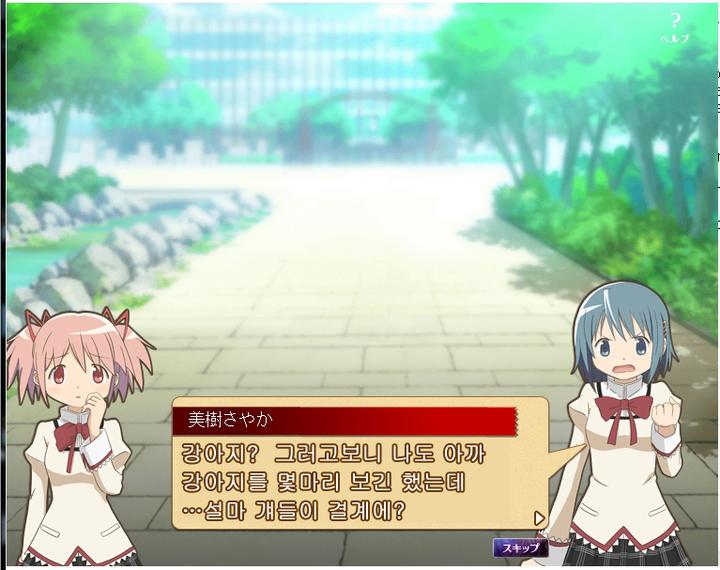 ?
ヘルプ
美樹さやか
강아지? 그러고보니 나도 아까
강아지를 몇마리 보긴 했는데
…설마 걔들이 결계에?
スキップ